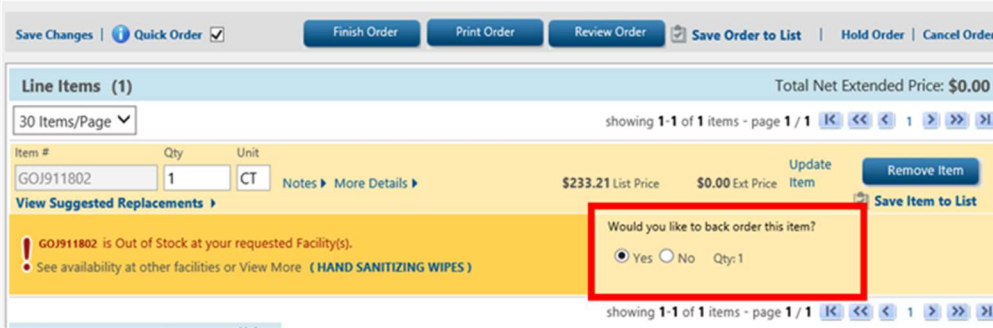 Save Changes | Quick Order Finish Order Print Order Review Order Save Order to List | Hold Order | Cancel Order
Line Items (1) Total Net Extended Price: $0.00
30 Items/Page showing 1-1 of 1 items - page 1 / 1 1
Item # Qty Unit
GOJ911802 1 CT Notes More Details $233.21 List Price $0.00 Ext Price Update Item Remove Item
View Suggested Replacements Save Item to List
GOJ911802 is Out of Stock at your requested Facility(s).
See availability at other facilities or View More ( HAND SANITIZING WIPES )
Would you like to back order this item?
Yes No Qty: 1
showing 1-1 of 1 items - page 1 / 1 1